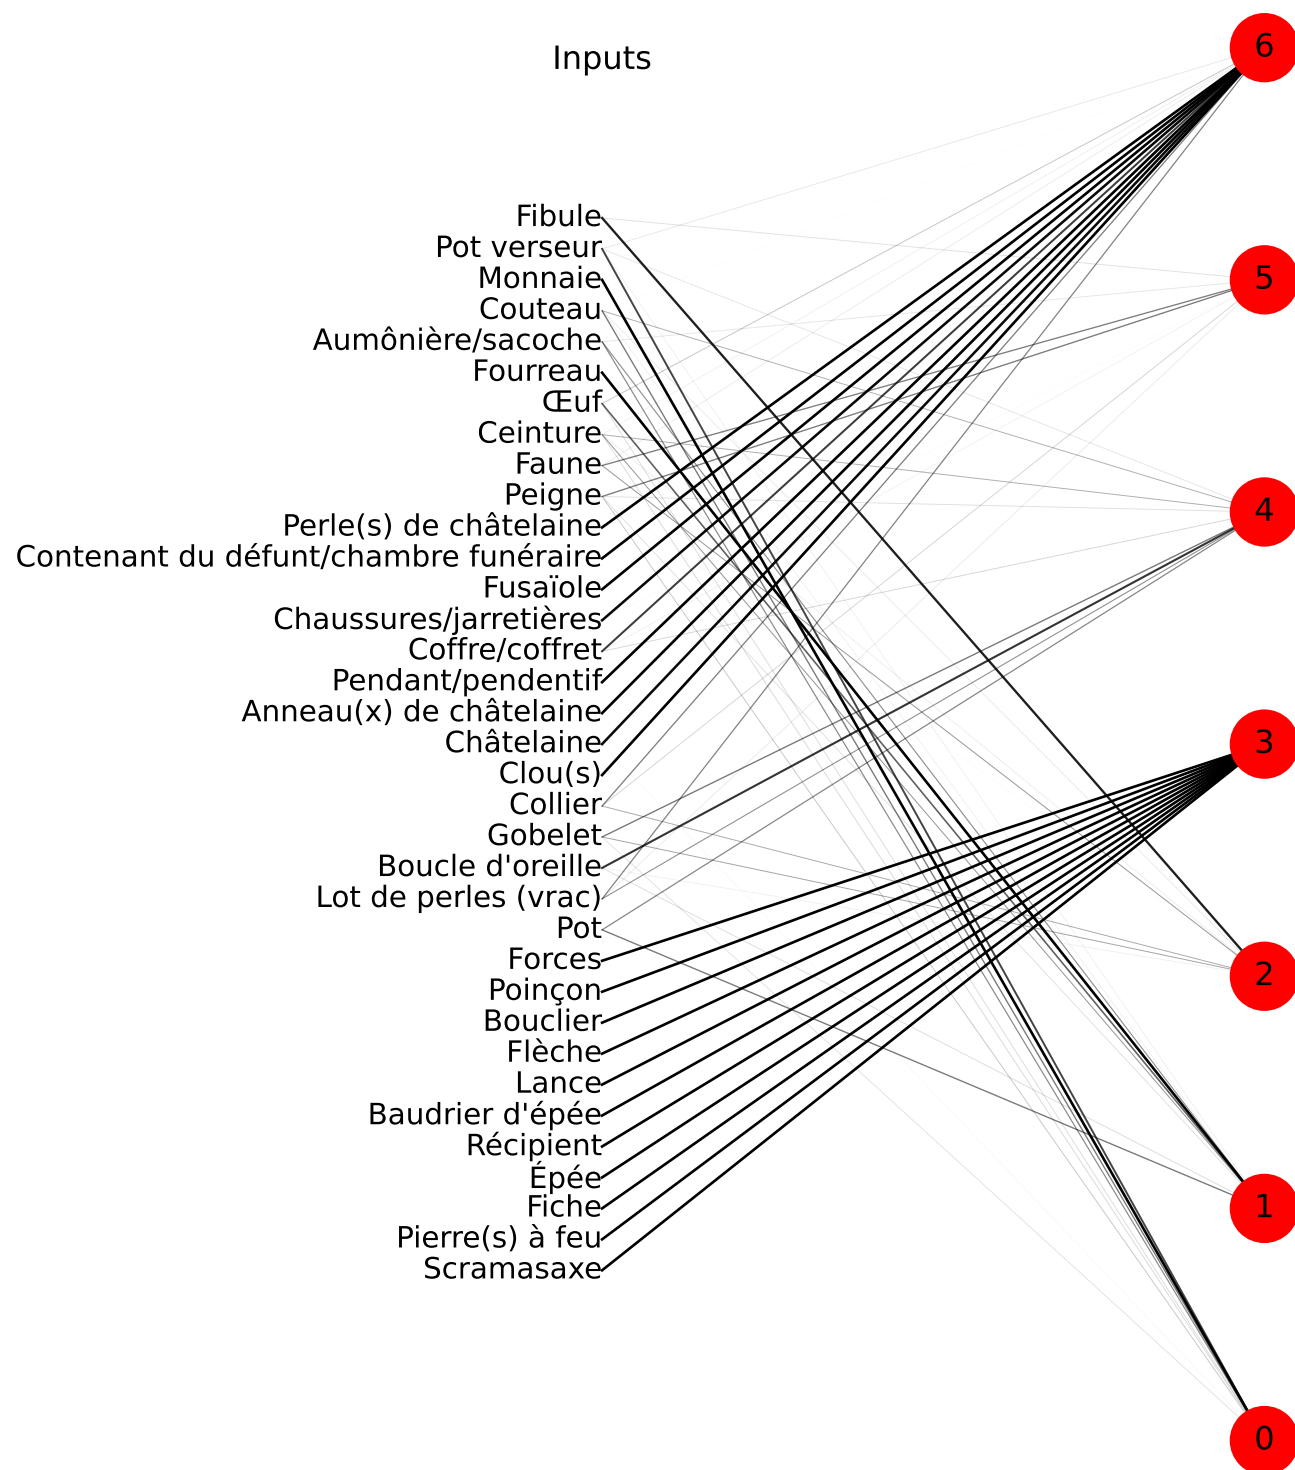 Inputs
Fibule
Pot verseur
Monnaie
Couteau
Aumônière/sacoche
Fourreau
Œuf
Ceinture
Faune
Peigne
Perle(s) de châtelaine
Contenant du défunt/chambre funéraire
Fusaïole
Chaussures/jarretières
Coffre/coffret
Pendant/pendentif
Anneau(x) de châtelaine
Châtelaine
Clou(s)
Collier
Gobelet
Boucle d'oreille
Lot de perles (vrac)
Pot
Forces
Poinçon
Bouclier
Flèche
Lance
Baudrier d'épée
Récipient
Épée
Fiche
Pierre(s) à feu
Scramasaxe
6
5
4
3
2
1
0